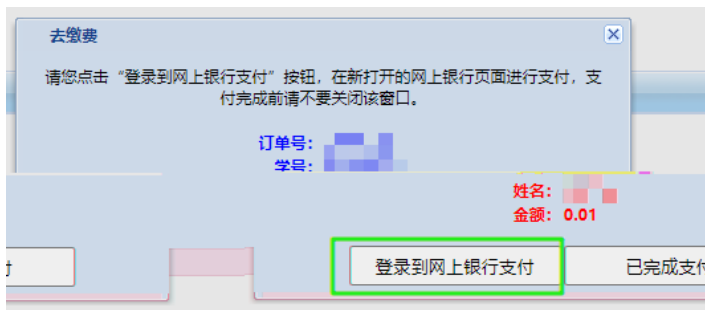 去缴费
请您点击“登录到网上银行支付”按钮，在新打开的网上银行页面进行支付，支
付完成前请不要关闭该窗口。
订单号：
学号：
姓名：
金额：0.01
登录到网上银行支付
已完成支付